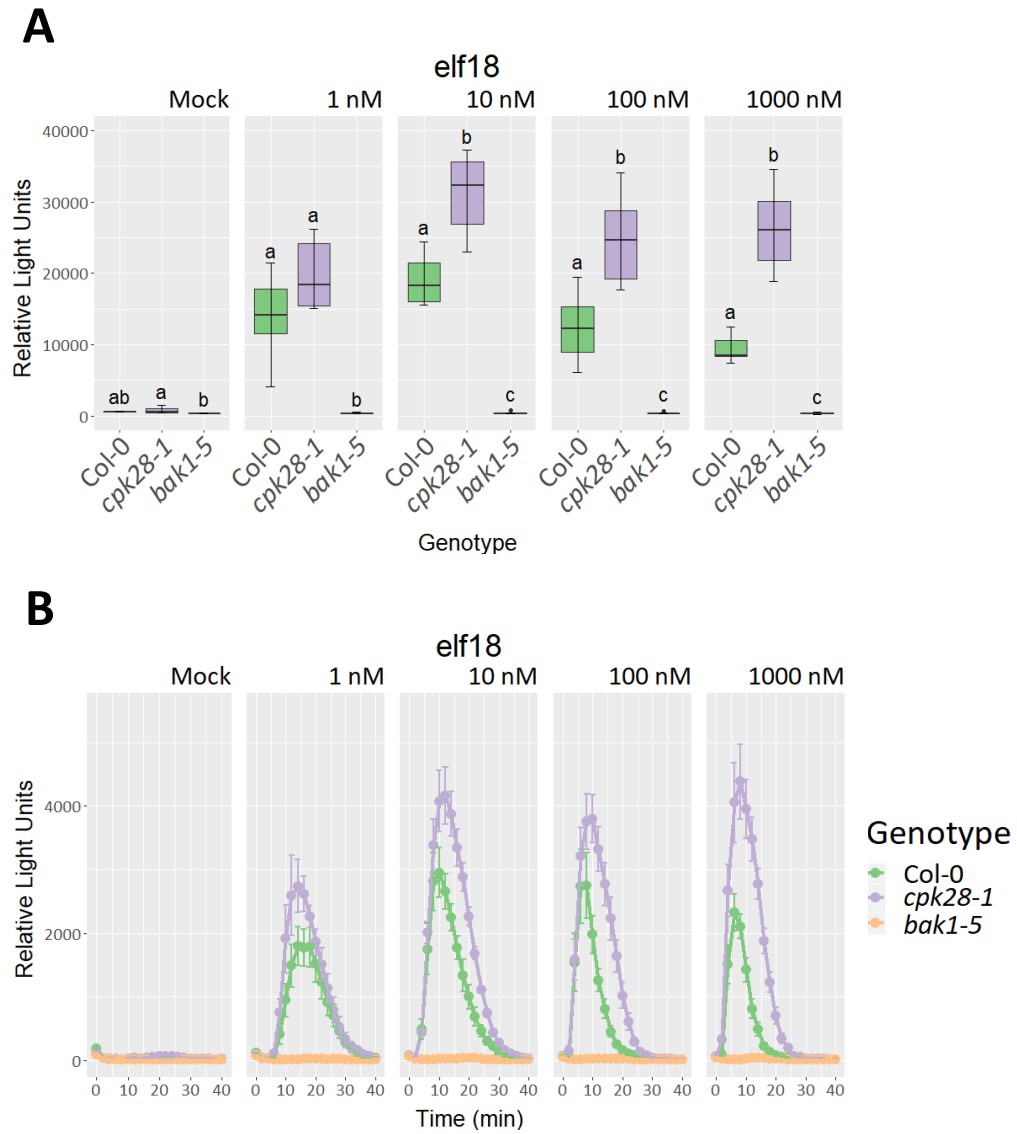 A
elf18
Mock 1 nM 10 nM 100 nM 1000 nM
Relative Light Units
40000
30000
20000
10000
0
ab a b
a a b
a b c
a b c
a b c
Col-0 cpk28-1 bak1-5 Col-0 cpk28-1 bak1-5 Col-0 cpk28-1 bak1-5 Col-0 cpk28-1 bak1-5 Col-0 cpk28-1 bak1-5
Genotype
B
elf18
Mock 1 nM 10 nM 100 nM 1000 nM
Relative Light Units
4000
2000
0
0 10 20 30 40 0 10 20 30 40 0 10 20 30 40 0 10 20 30 40 0 10 20 30 40
Time (min)
Genotype
Col-0
cpk28-1
bak1-5